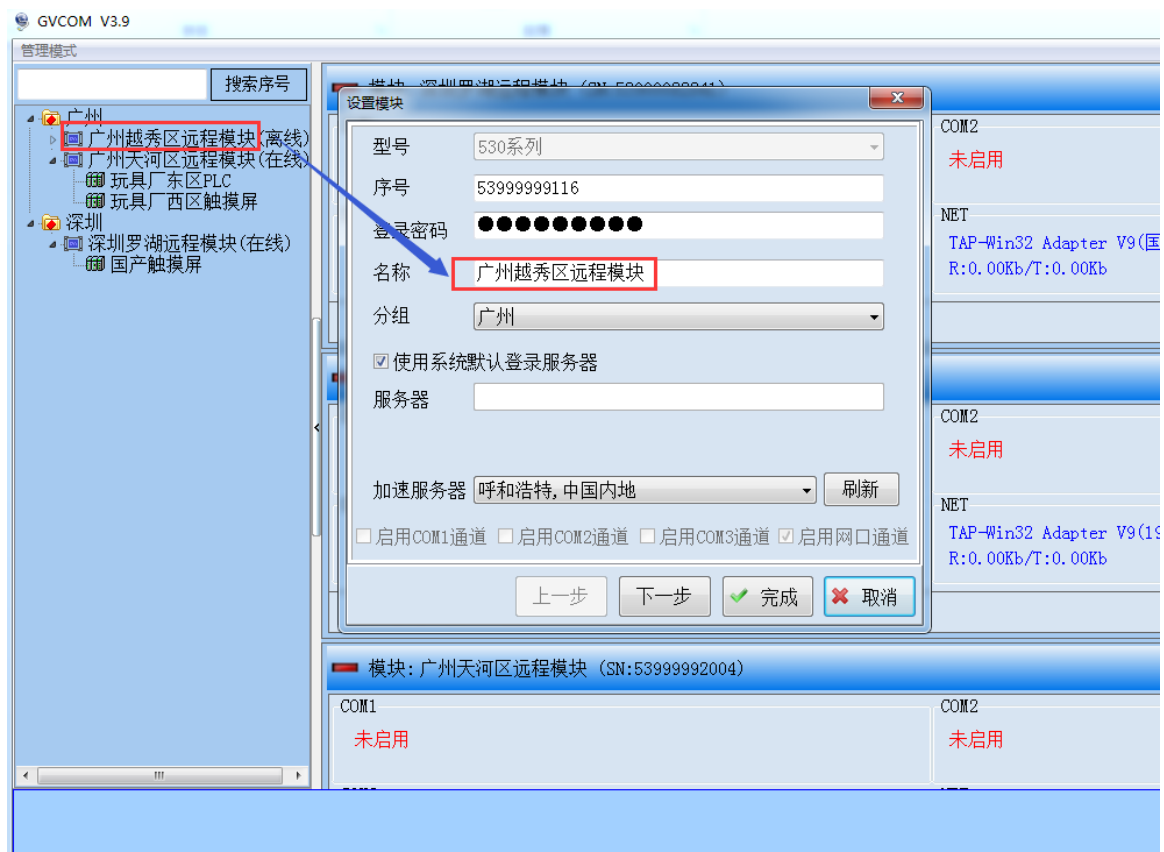 GVCOM V3.9
管理模式
搜索序号
广州
广州越秀区远程模块(离线)
广州天河区远程模块(在线)
玩具厂东区PLC
玩具厂西区触摸屏
深圳
深圳罗湖远程模块(在线)
国产触摸屏
设置模块
型号 530系列
序号 53999999116
登录密码 ●●●●●●●●●
名称 广州越秀区远程模块
分组 广州
使用系统默认登录服务器
服务器
加速服务器 呼和浩特,中国内地 刷新
启用COM1通道 启用COM2通道 启用COM3通道 启用网口通道
上一步 下一步 完成 取消
COM2
未启用
NET
TAP-Win32 Adapter V9(国
R:0.00Kb/T:0.00Kb
COM2
未启用
NET
TAP-Win32 Adapter V9(19
R:0.00Kb/T:0.00Kb
模块:广州天河区远程模块 (SN:53999992004)
COM1
未启用
COM2
未启用